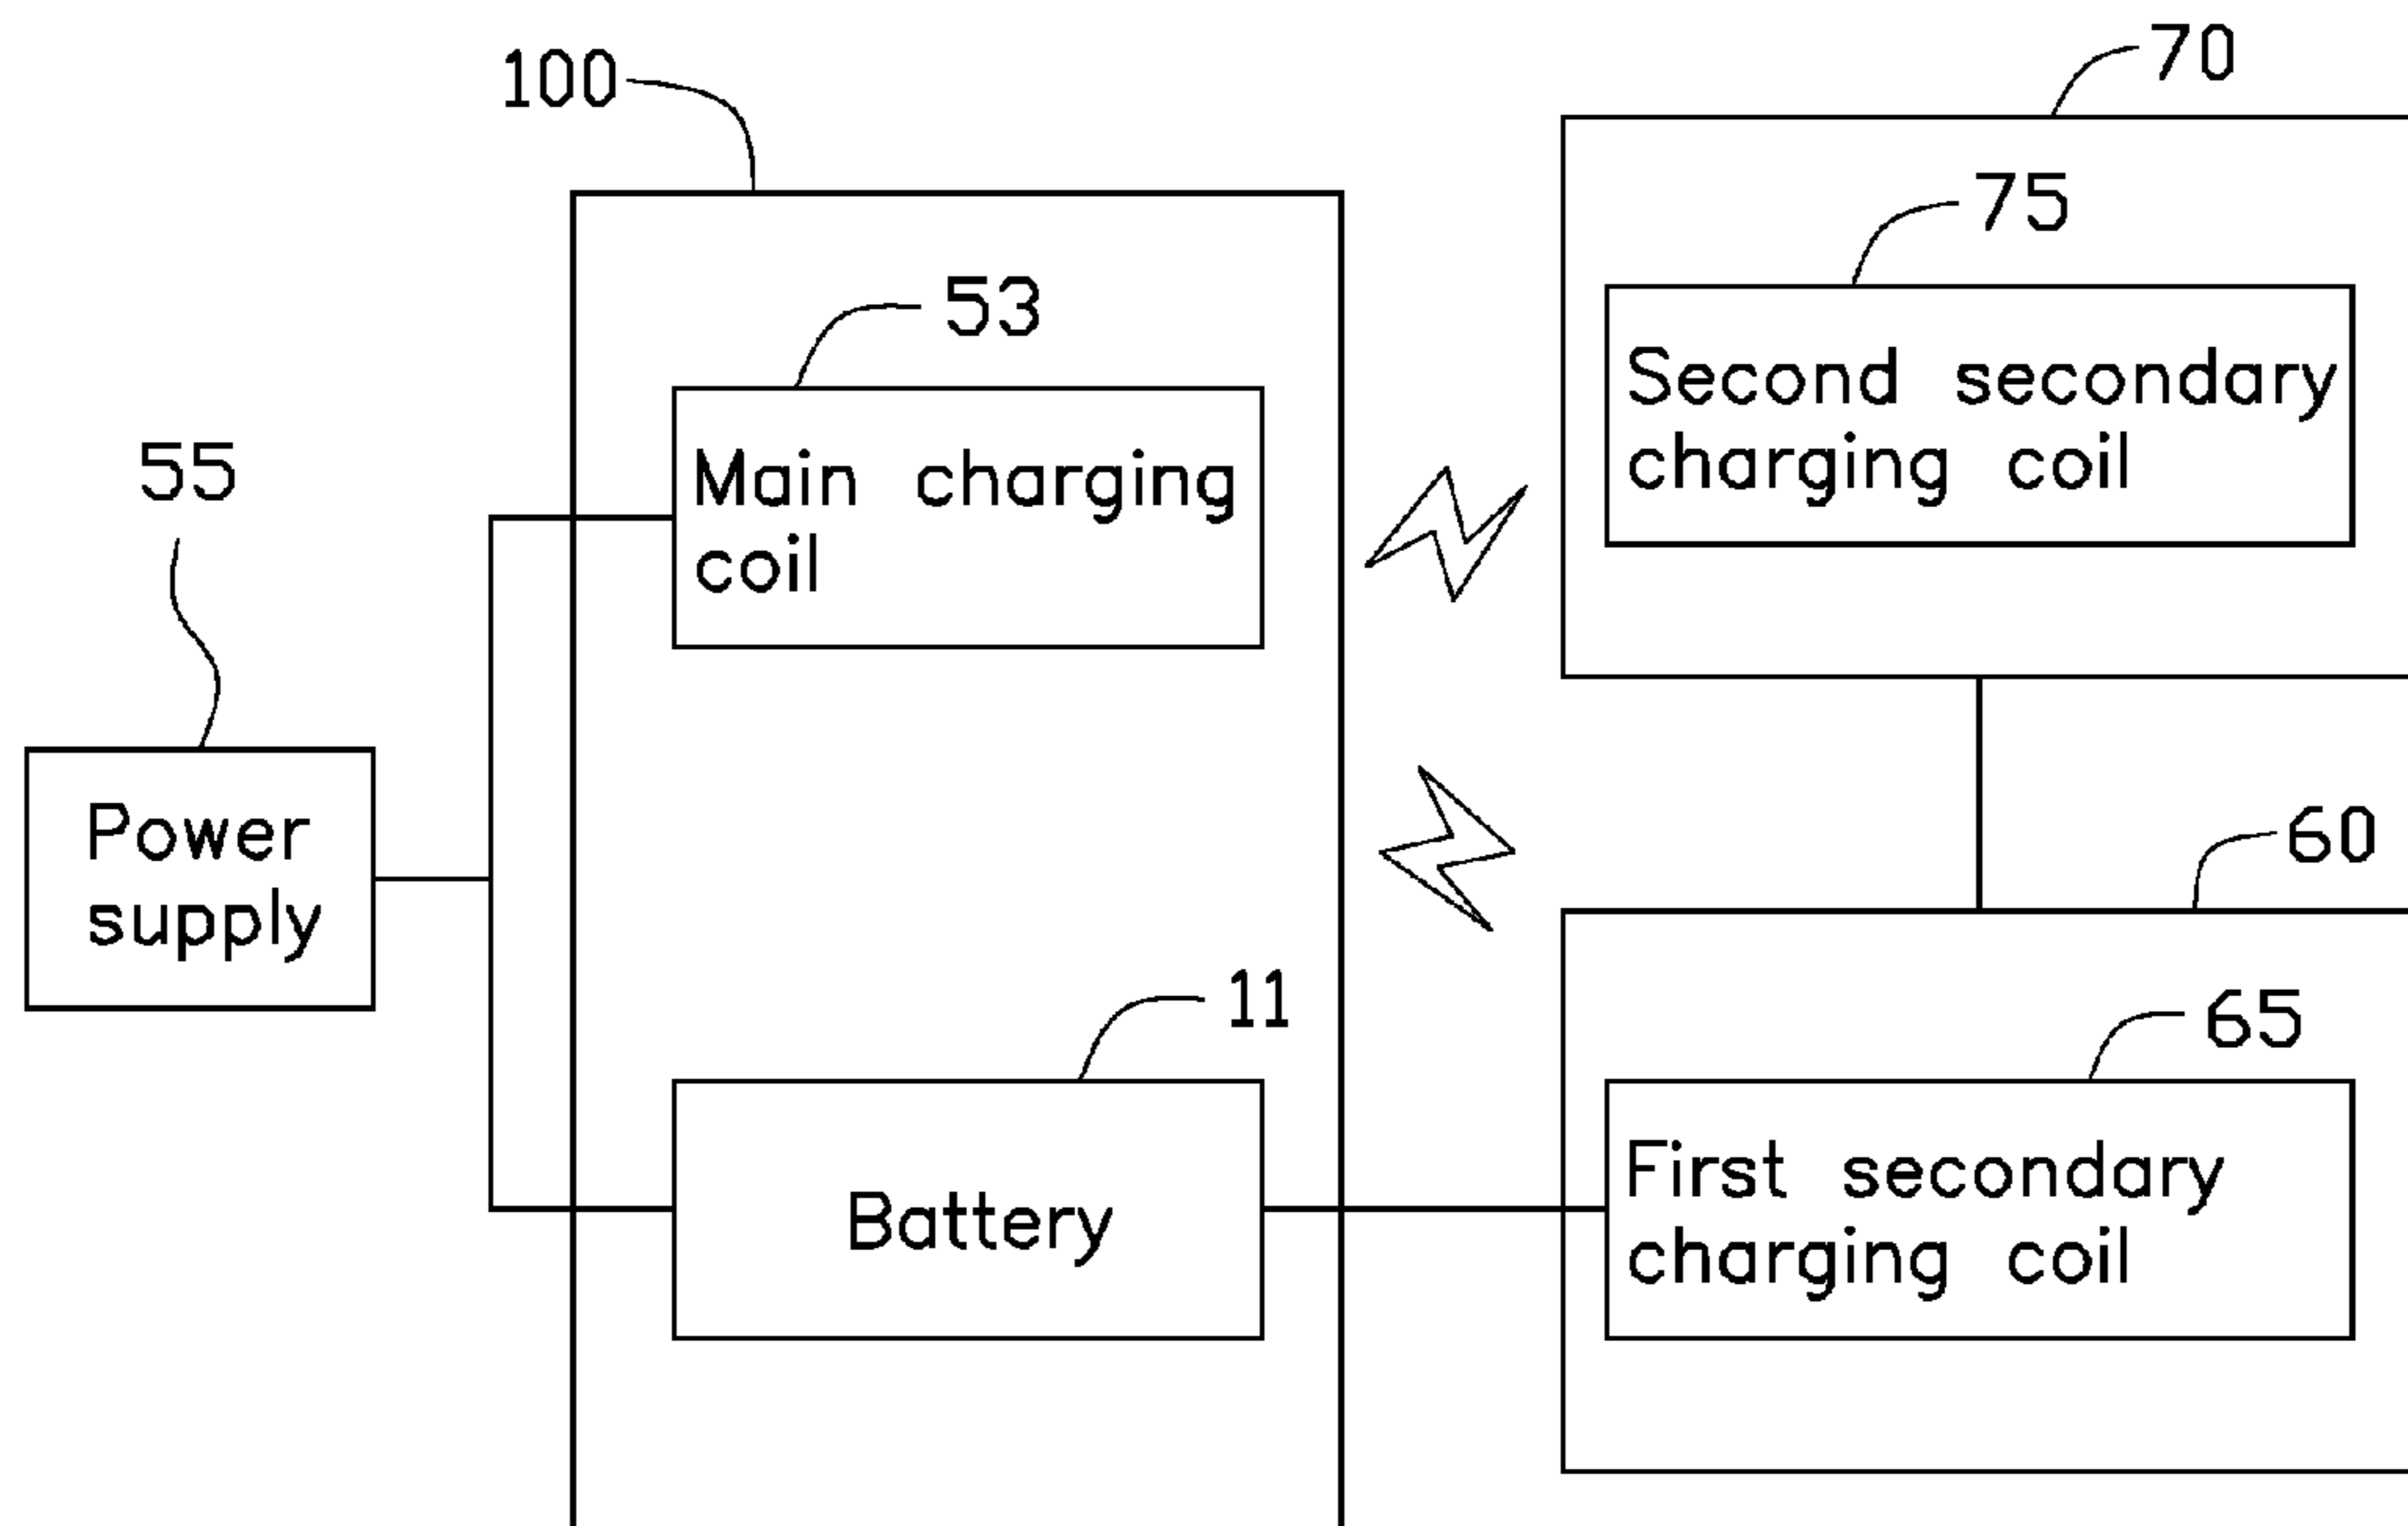 100
70
75
53
Second secondary
charging coil
Main charging
coil
55
Power
supply
60
11
65
First secondary
charging coil
Battery